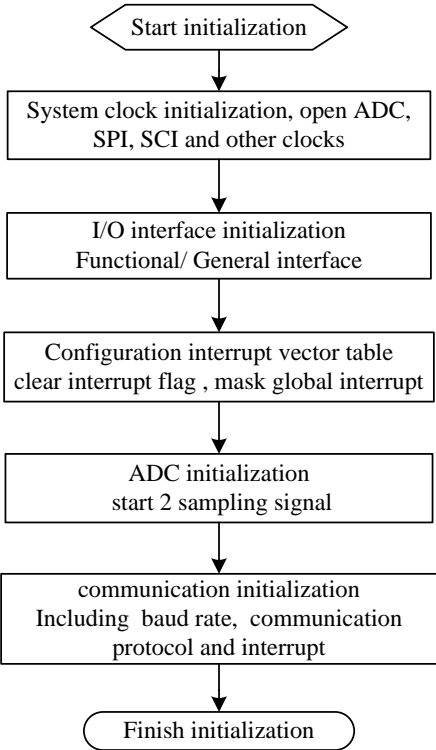 Start initialization
System clock initialization, open ADC,
SPI, SCI and other clocks
I/O interface initialization
Functional/ General interface
Configuration interrupt vector table
clear interrupt flag , mask global interrupt
ADC initialization
start 2 sampling signal
communication initialization
Including baud rate, communication
protocol and interrupt
Finish initialization